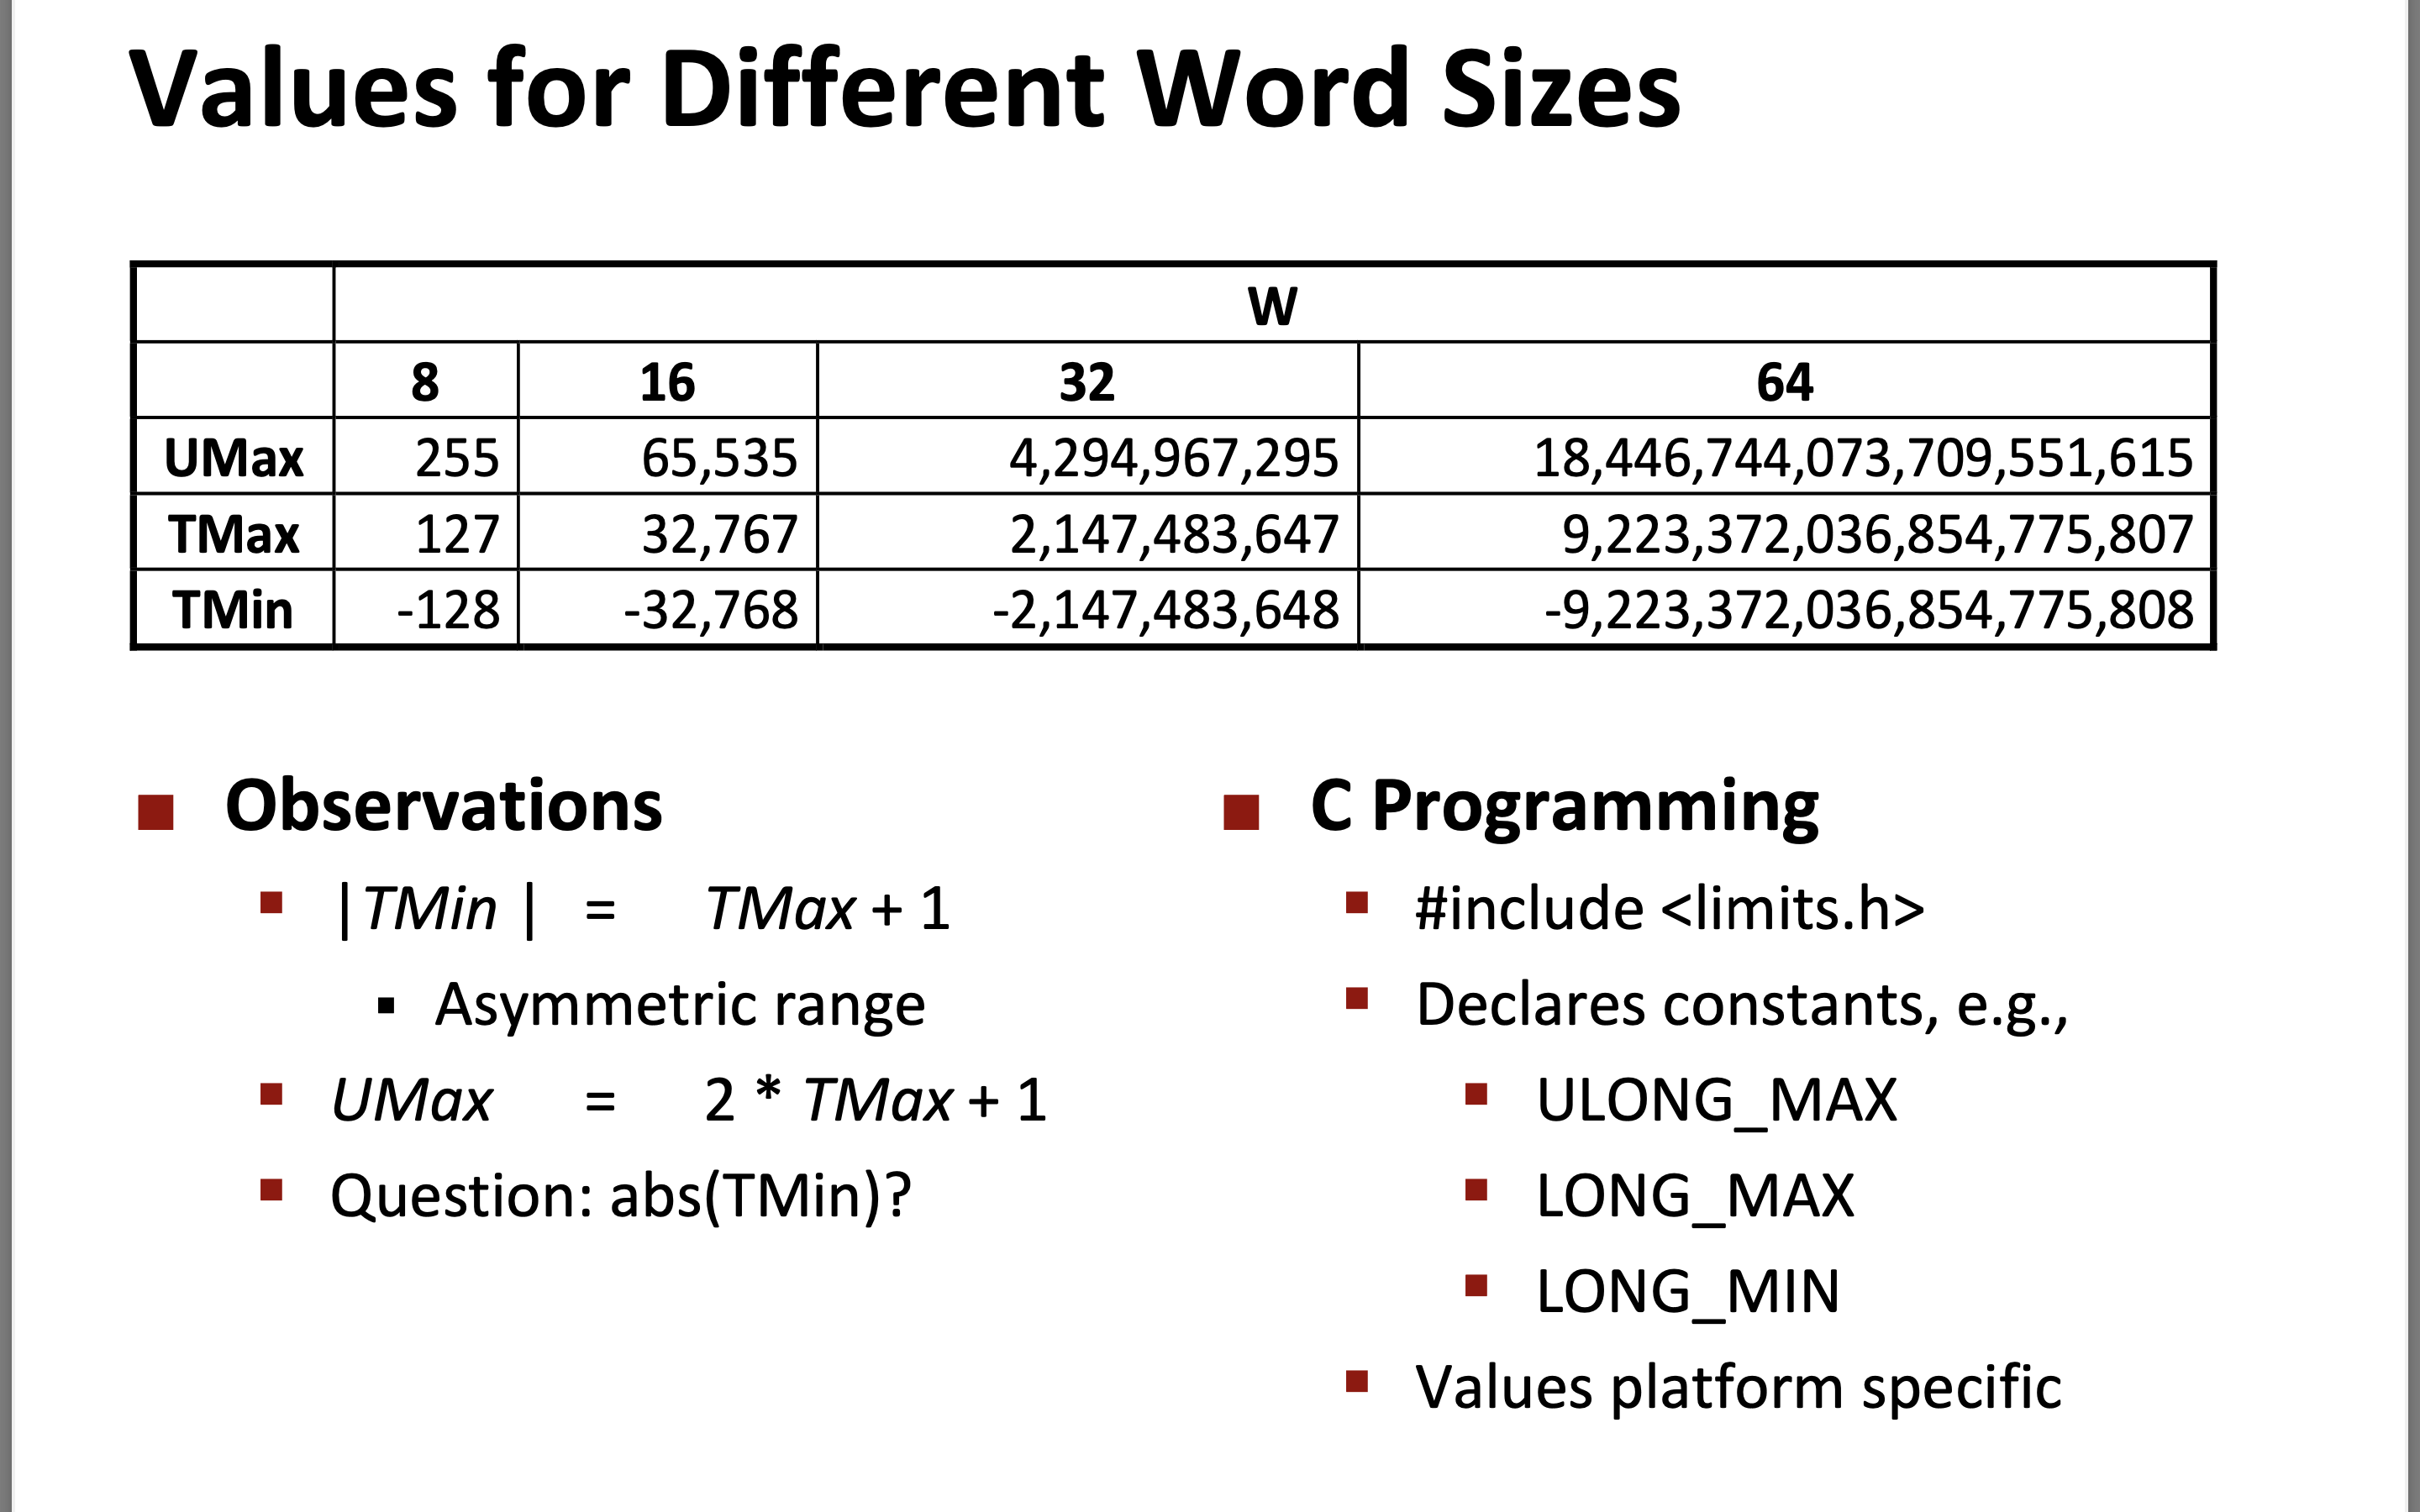 Values for Different Word Sizes
W
8 16 32 64
UMax 255 65,535 4,294,967,295 18,446,744,073,709,551,615
TMax 127 32,767 2,147,483,647 9,223,372,036,854,775,807
TMin -128 -32,768 -2,147,483,648 -9,223,372,036,854,775,808
Observations
|TMin | = TMax + 1
Asymmetric range
UMax = 2 * TMax + 1
Question: abs(TMin)?
C Programming
#include <limits.h>
Declares constants, e.g.,
ULONG_MAX
LONG_MAX
LONG_MIN
Values platform specific